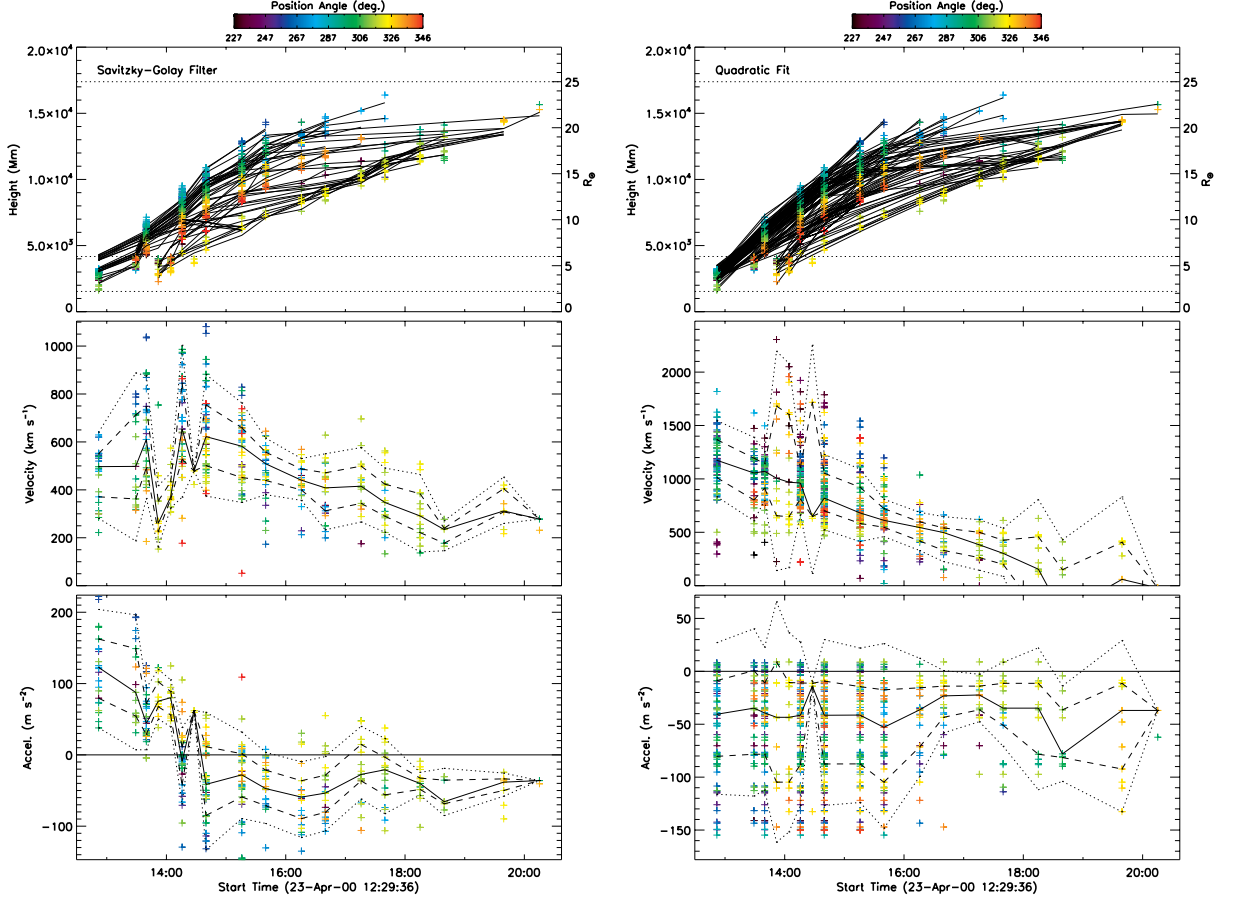 Position Angle (deg.)
227 247 267 287 306 326 346
2.0×10⁴
1.5×10⁴
1.0×10⁴
5.0×10³
0
Height (Mm)
Savitzky-Golay Filter
25
20
15
10
5
0
R⊙
1000
800
600
400
200
0
Velocity (km s⁻¹)
200
100
0
-100
Accel. (m s⁻²)
14:00 16:00 18:00 20:00
Start Time (23-Apr-00 12:29:36)
Position Angle (deg.)
227 247 267 287 306 326 346
2.0×10⁴
1.5×10⁴
1.0×10⁴
5.0×10³
0
Height (Mm)
Quadratic Fit
25
20
15
10
5
0
R⊙
2000
1500
1000
500
0
Velocity (km s⁻¹)
50
0
-50
-100
-150
Accel. (m s⁻²)
14:00 16:00 18:00 20:00
Start Time (23-Apr-00 12:29:36)